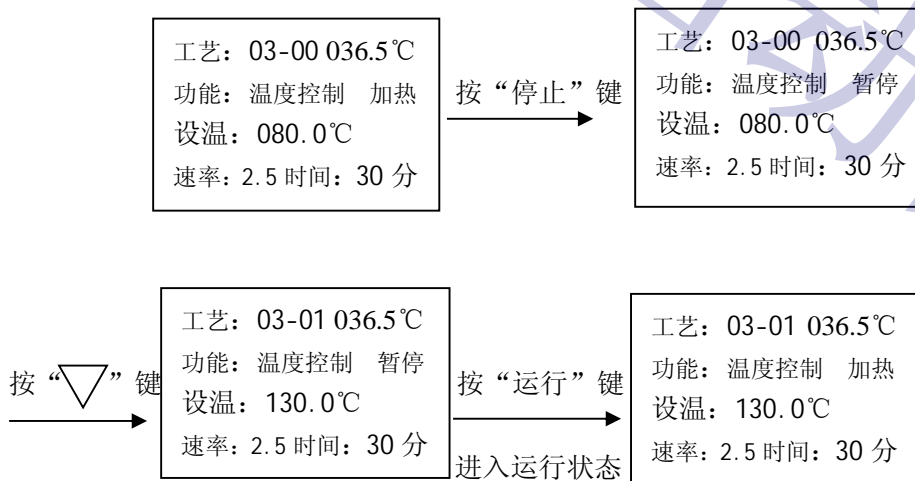 工艺：03-00 036.5℃
功能：温度控制 加热
设温：080.0℃
速率：2.5 时间：30 分
按“停止”键
工艺：03-00 036.5℃
功能：温度控制 暂停
设温：080.0℃
速率：2.5 时间：30 分
按“▽”键
工艺：03-01 036.5℃
功能：温度控制 暂停
设温：130.0℃
速率：2.5 时间：30 分
按“运行”键
进入运行状态
工艺：03-01 036.5℃
功能：温度控制 加热
设温：130.0℃
速率：2.5 时间：30 分